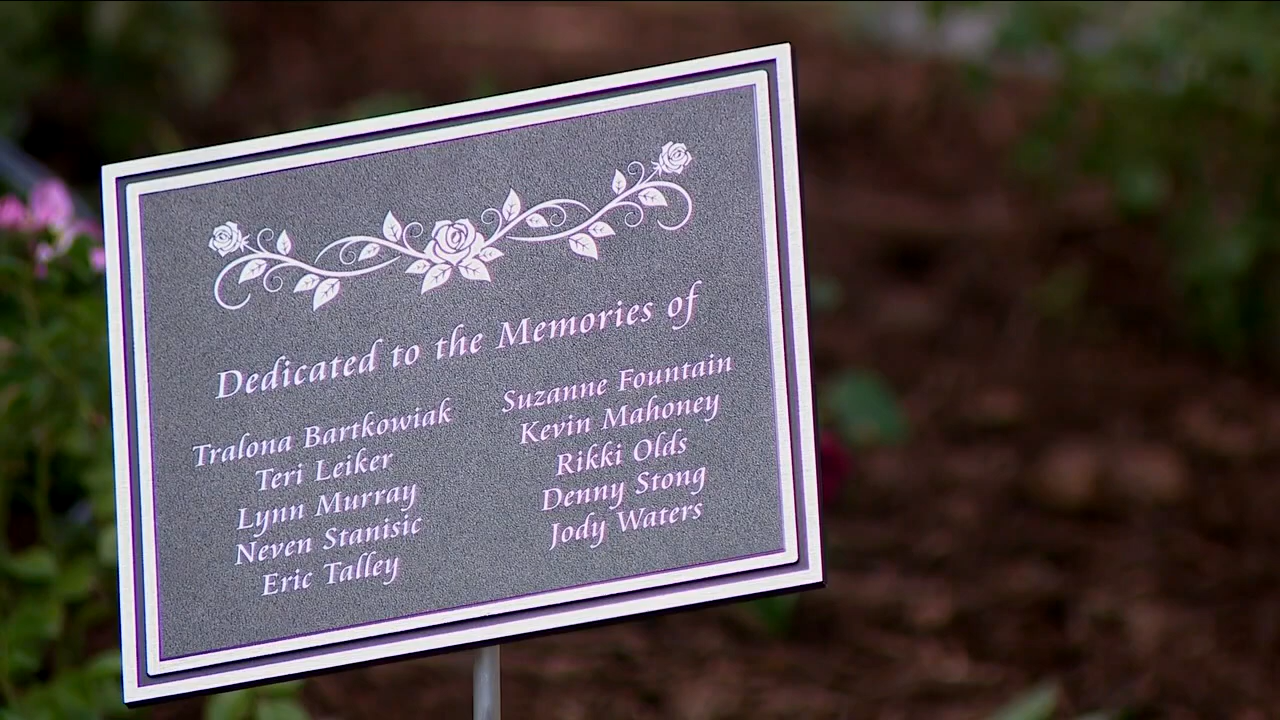 Dedicated to the Memories of
Tralona Bartkowiak
Teri Leiker
Lynn Murray
Neven Stanisic
Eric Talley
Suzanne Fountain
Kevin Mahoney
Rikki Olds
Denny Stong
Jody Waters